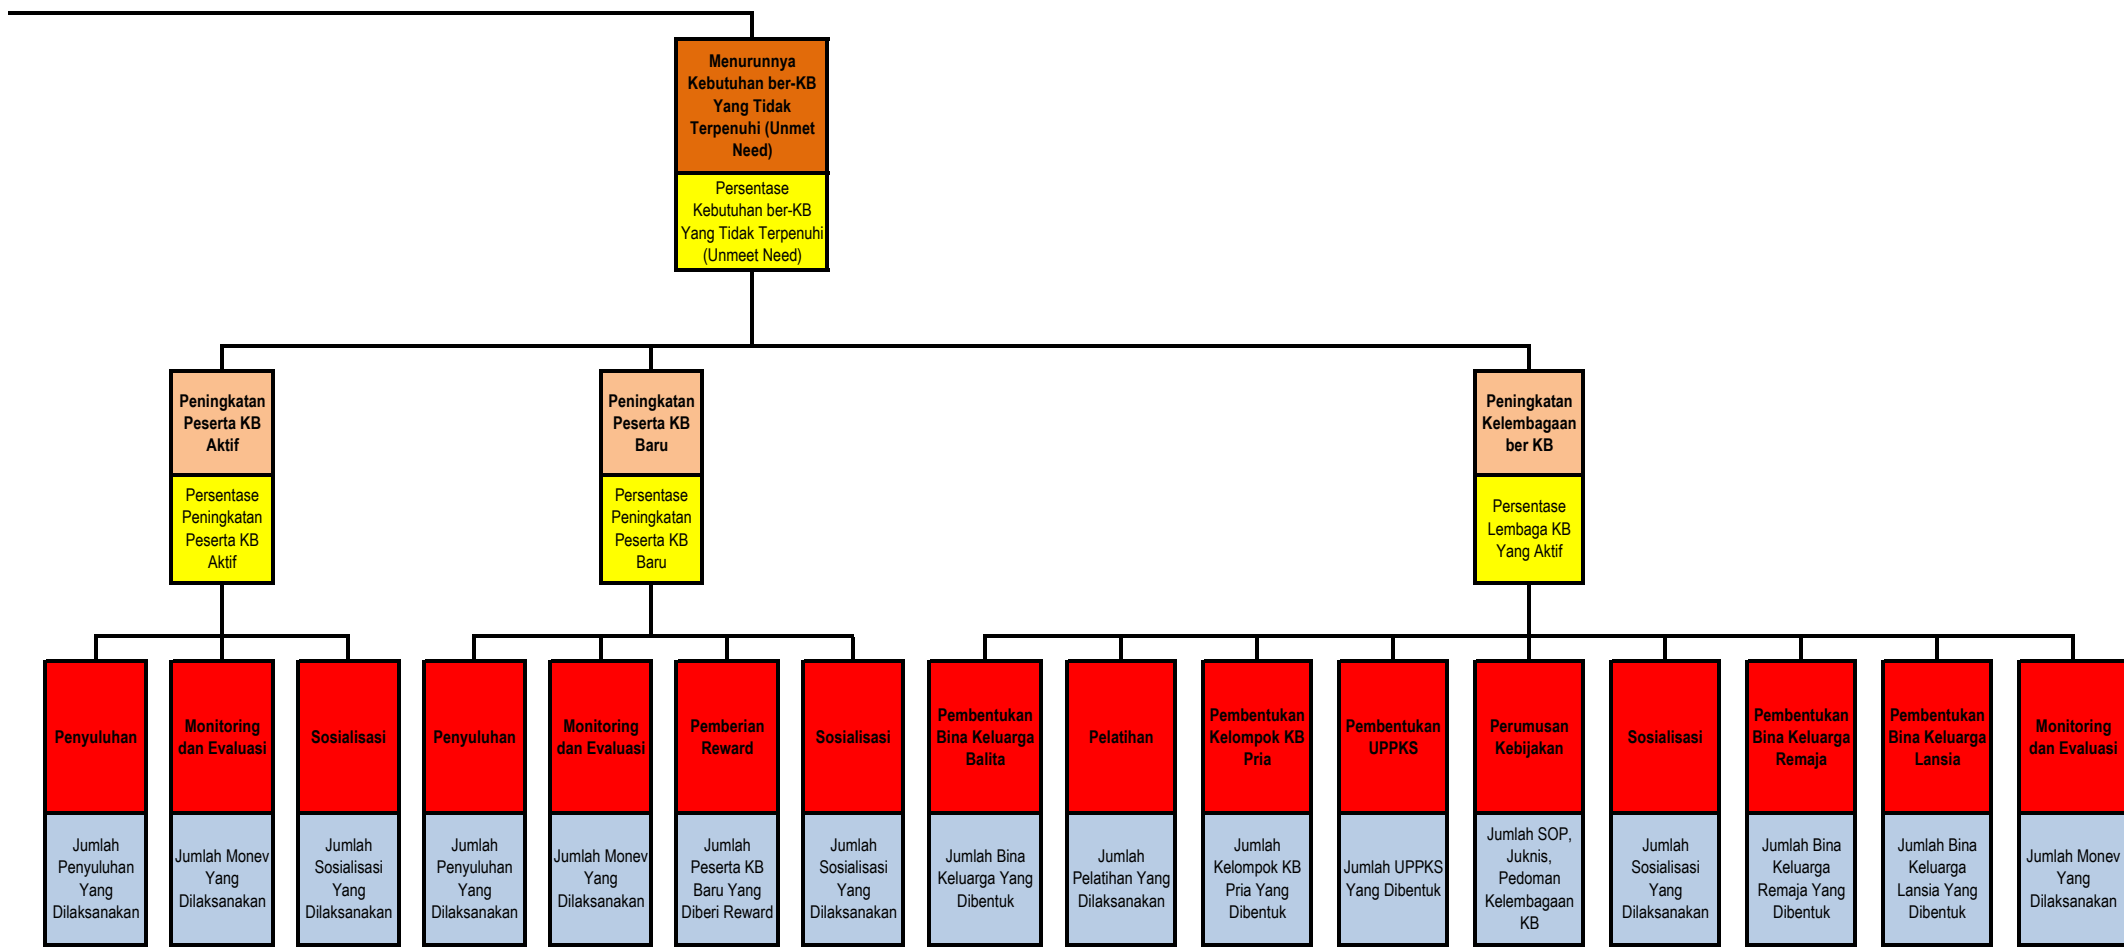 Menurunnya
Kebutuhan ber-KB
Yang Tidak
Terpenuhi (Unmet
Need)
Persentase
Kebutuhan ber-KB
Yang Tidak Terpenuhi
(Unmeet Need)
Peningkatan
Peserta KB
Aktif
Persentase
Peningkatan
Peserta KB
Aktif
Peningkatan
Peserta KB
Baru
Persentase
Peningkatan
Peserta KB
Baru
Peningkatan
Kelembagaan
ber KB
Persentase
Lembaga KB
Yang Aktif
Penyuluhan
Jumlah
Penyuluhan
Yang
Dilaksanakan
Monitoring
dan Evaluasi
Jumlah Monev
Yang
Dilaksanakan
Sosialisasi
Jumlah
Sosialisasi
Yang
Dilaksanakan
Penyuluhan
Jumlah
Penyuluhan
Yang
Dilaksanakan
Monitoring
dan Evaluasi
Jumlah Monev
Yang
Dilaksanakan
Pemberian
Reward
Jumlah
Peserta KB
Baru Yang
Diberi Reward
Sosialisasi
Jumlah
Sosialisasi
Yang
Dilaksanakan
Pembentukan
Bina Keluarga
Balita
Jumlah Bina
Keluarga Yang
Dibentuk
Pelatihan
Jumlah
Pelatihan Yang
Dilaksanakan
Pembentukan
Kelompok KB
Pria
Jumlah
Kelompok KB
Pria Yang
Dibentuk
Pembentukan
UPPKS
Jumlah UPPKS
Yang Dibentuk
Perumusan
Kebijakan
Jumlah SOP,
Juknis,
Pedoman
Kelembagaan
KB
Sosialisasi
Jumlah
Sosialisasi
Yang
Dilaksanakan
Pembentukan
Bina Keluarga
Remaja
Jumlah Bina
Keluarga
Remaja Yang
Dibentuk
Pembentukan
Bina Keluarga
Lansia
Jumlah Bina
Keluarga
Lansia Yang
Dibentuk
Monitoring
dan Evaluasi
Jumlah Monev
Yang
Dilaksanakan